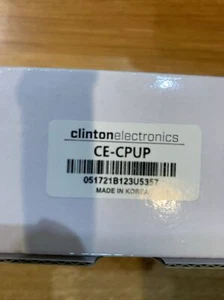 clintonelectronics
CE-CPUP
051721B123U5357
MADE IN KOREA